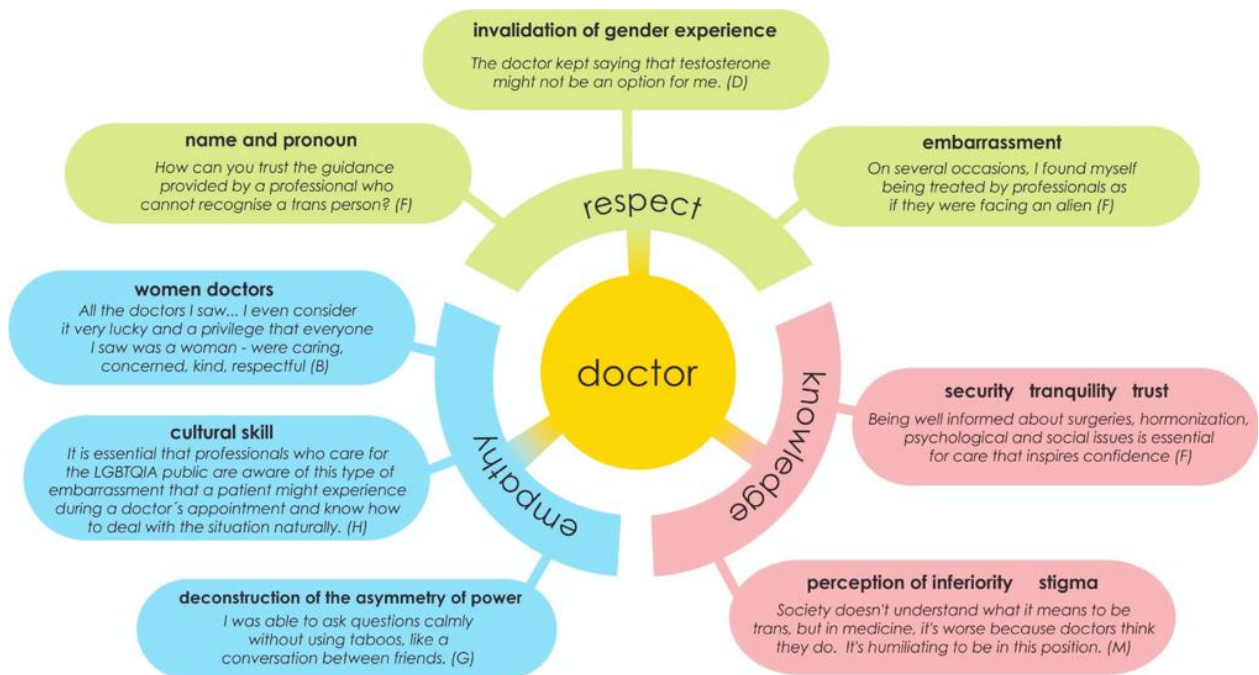 invalidation of gender experience
The doctor kept saying that testosterone
might not be an option for me. (D)
name and pronoun
How can you trust the guidance
provided by a professional who
cannot recognise a trans person? (F)
embarrassment
On several occasions, I found myself
being treated by professionals as
if they were facing an alien (F)
respect
women doctors
All the doctors I saw... I even consider
it very lucky and a privilege that everyone
I saw was a woman - were caring,
concerned, kind, respectful (B)
doctor
knowledge
empathy
security tranquility trust
Being well informed about surgeries, hormonization,
psychological and social issues is essential
for care that inspires confidence (F)
cultural skill
It is essential that professionals who care for
the LGBTQIA public are aware of this type of
embarrassment that a patient might experience
during a doctor´s appointment and know how
to deal with the situation naturally. (H)
perception of inferiority stigma
Society doesn't understand what it means to be
trans, but in medicine, it's worse because doctors think
they do. It's humiliating to be in this position. (M)
deconstruction of the asymmetry of power
I was able to ask questions calmly
without using taboos, like a
conversation between friends. (G)